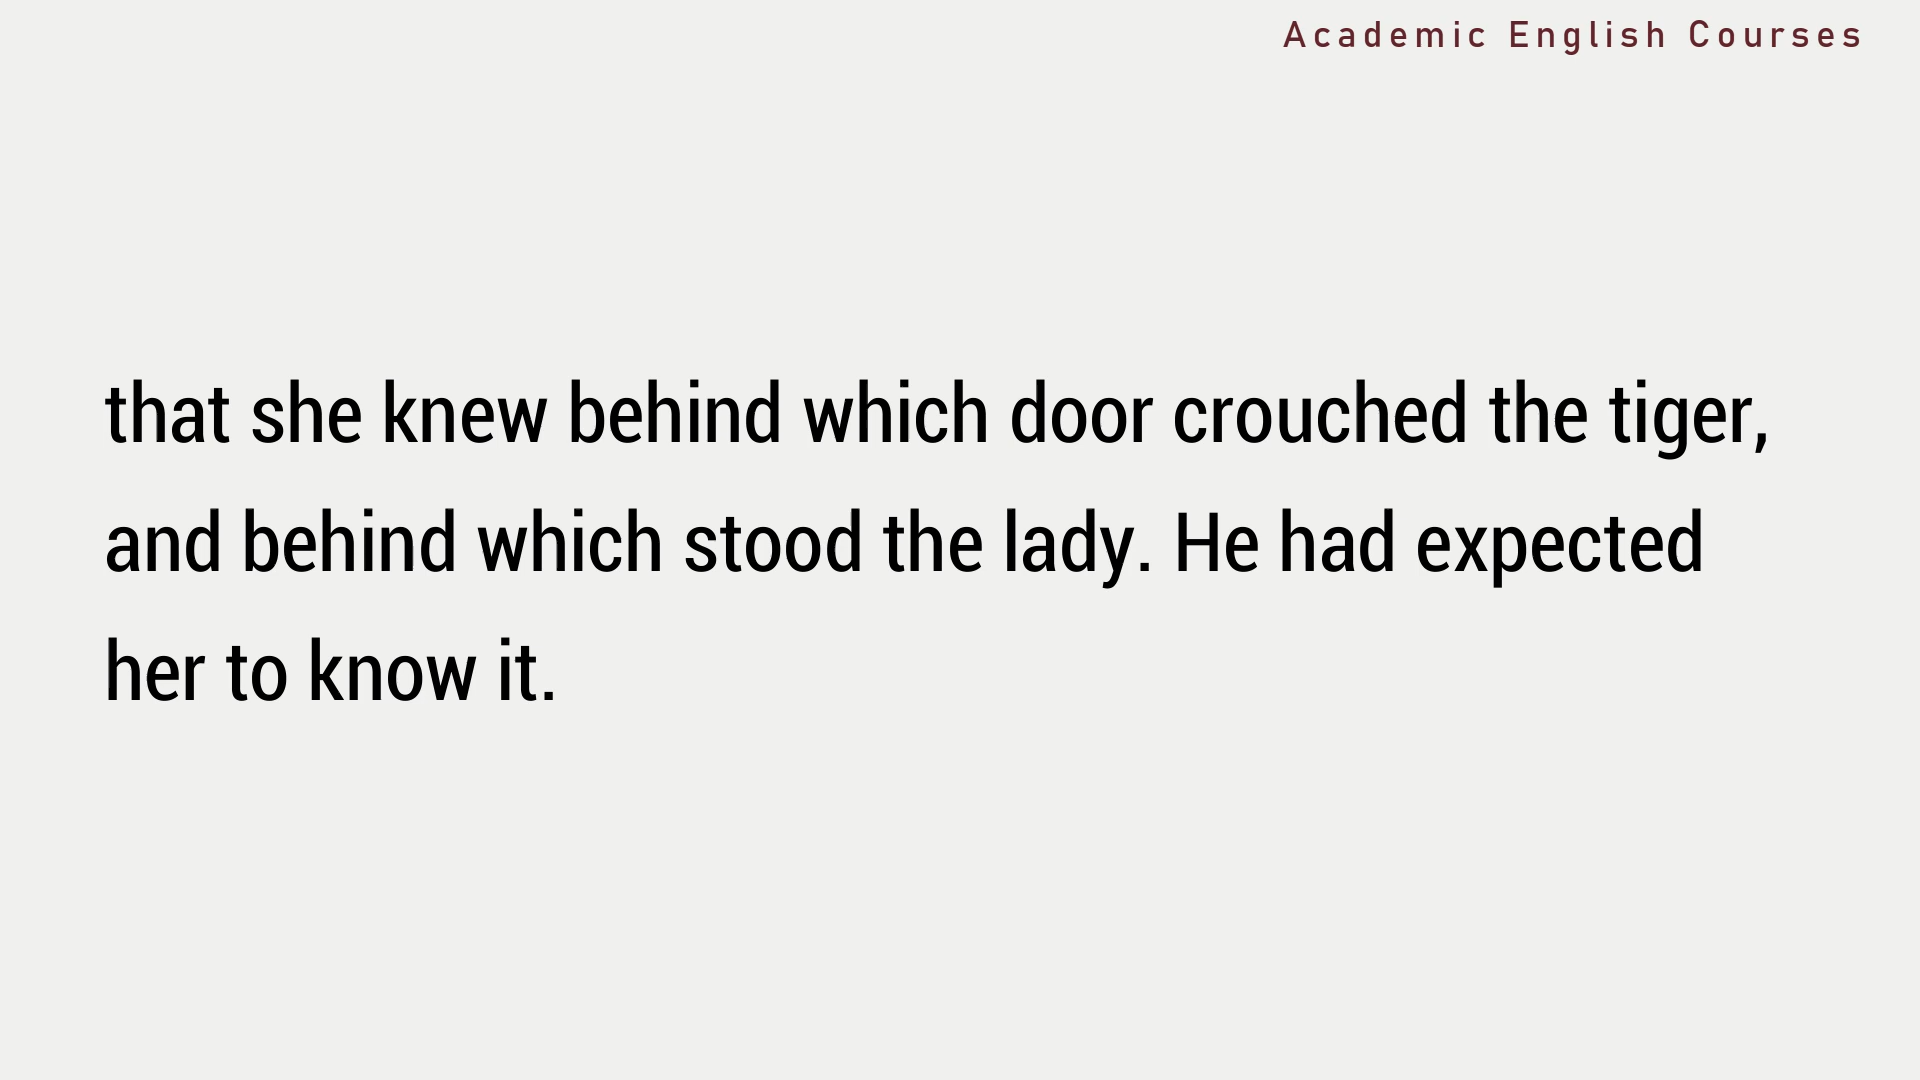 Academic English Courses
that she knew behind which door crouched the tiger,
and behind which stood the lady. He had expected
her to know it.